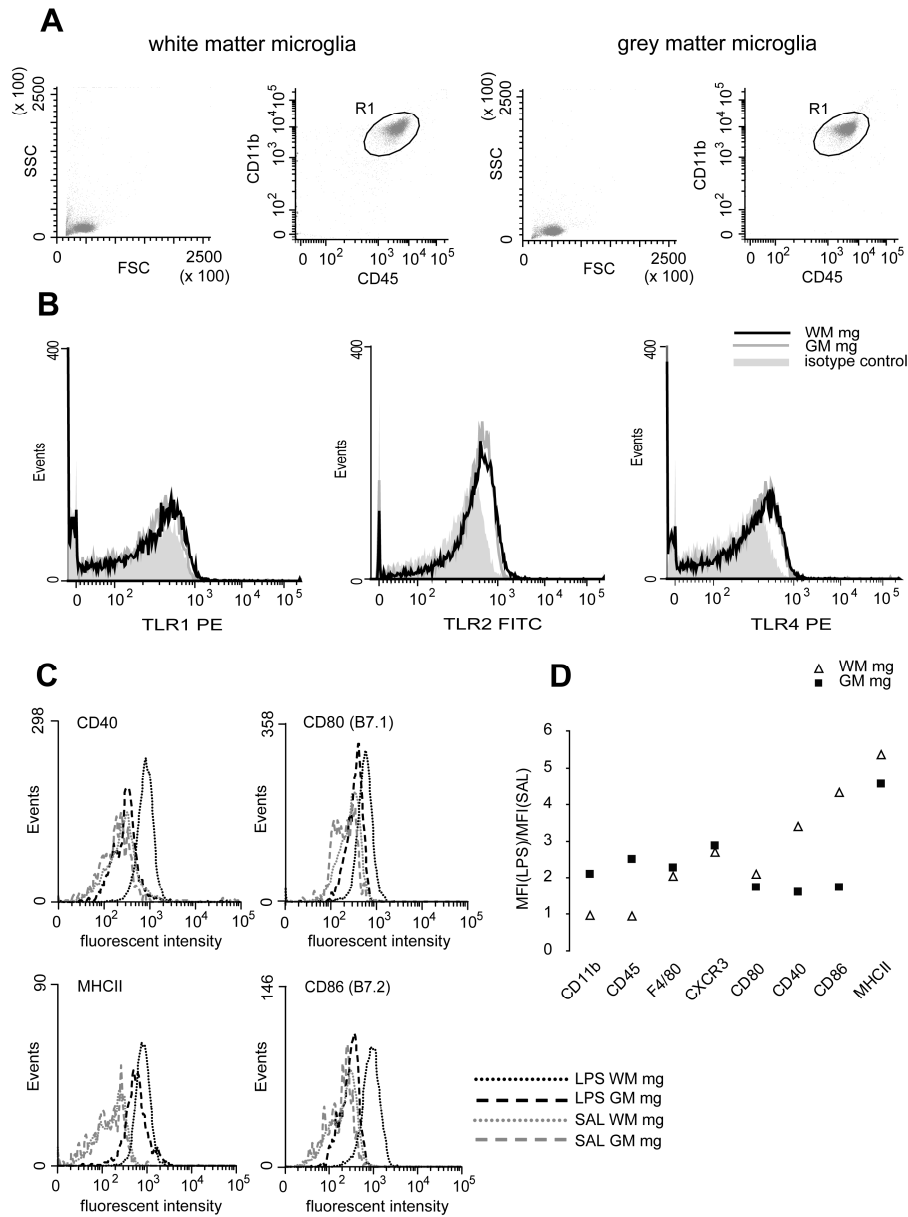 A
white matter microglia
grey matter microglia
(x 100)
2500
SSC
0
0
2500
FSC
(x 100)
R1
CD11b
10^5
10^4
10^3
10^2
0
0
10^2
10^3
10^4
10^5
CD45
(x 100)
2500
SSC
0
0
2500
FSC
(x 100)
R1
CD11b
10^5
10^4
10^3
10^2
0
0
10^2
10^3
10^4
10^5
CD45
B
WM mg
GM mg
isotype control
400
Events
0
0 10^2 10^3 10^4 10^5
TLR1 PE
400
Events
0
0 10^2 10^3 10^4 10^5
TLR2 FITC
400
Events
0
0 10^2 10^3 10^4 10^5
TLR4 PE
C
298
CD40
Events
0
0 10^2 10^3 10^4 10^5
fluorescent intensity
358
CD80 (B7.1)
Events
0
0 10^2 10^3 10^4 10^5
fluorescent intensity
90
MHCII
Events
0
0 10^2 10^3 10^4 10^5
fluorescent intensity
146
CD86 (B7.2)
Events
0
0 10^2 10^3 10^4 10^5
fluorescent intensity
LPS WM mg
LPS GM mg
SAL WM mg
SAL GM mg
D
WM mg
GM mg
MFI(LPS)/MFI(SAL)
6
5
4
3
2
1
0
CD11b
CD45
F4/80
CXCR3
CD80
CD40
CD86
MHCII